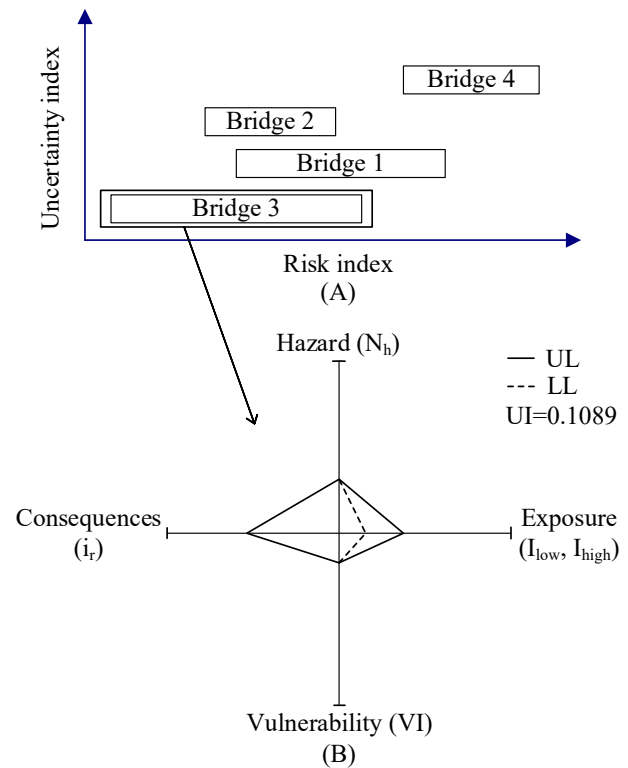 Uncertainty index
Bridge 4
Bridge 2
Bridge 1
Bridge 3
Risk index
(A)
Hazard (Nh)
UL
LL
UI=0.1089
Consequences
(ir)
Exposure
(Ilow, Ihigh)
Vulnerability (VI)
(B)